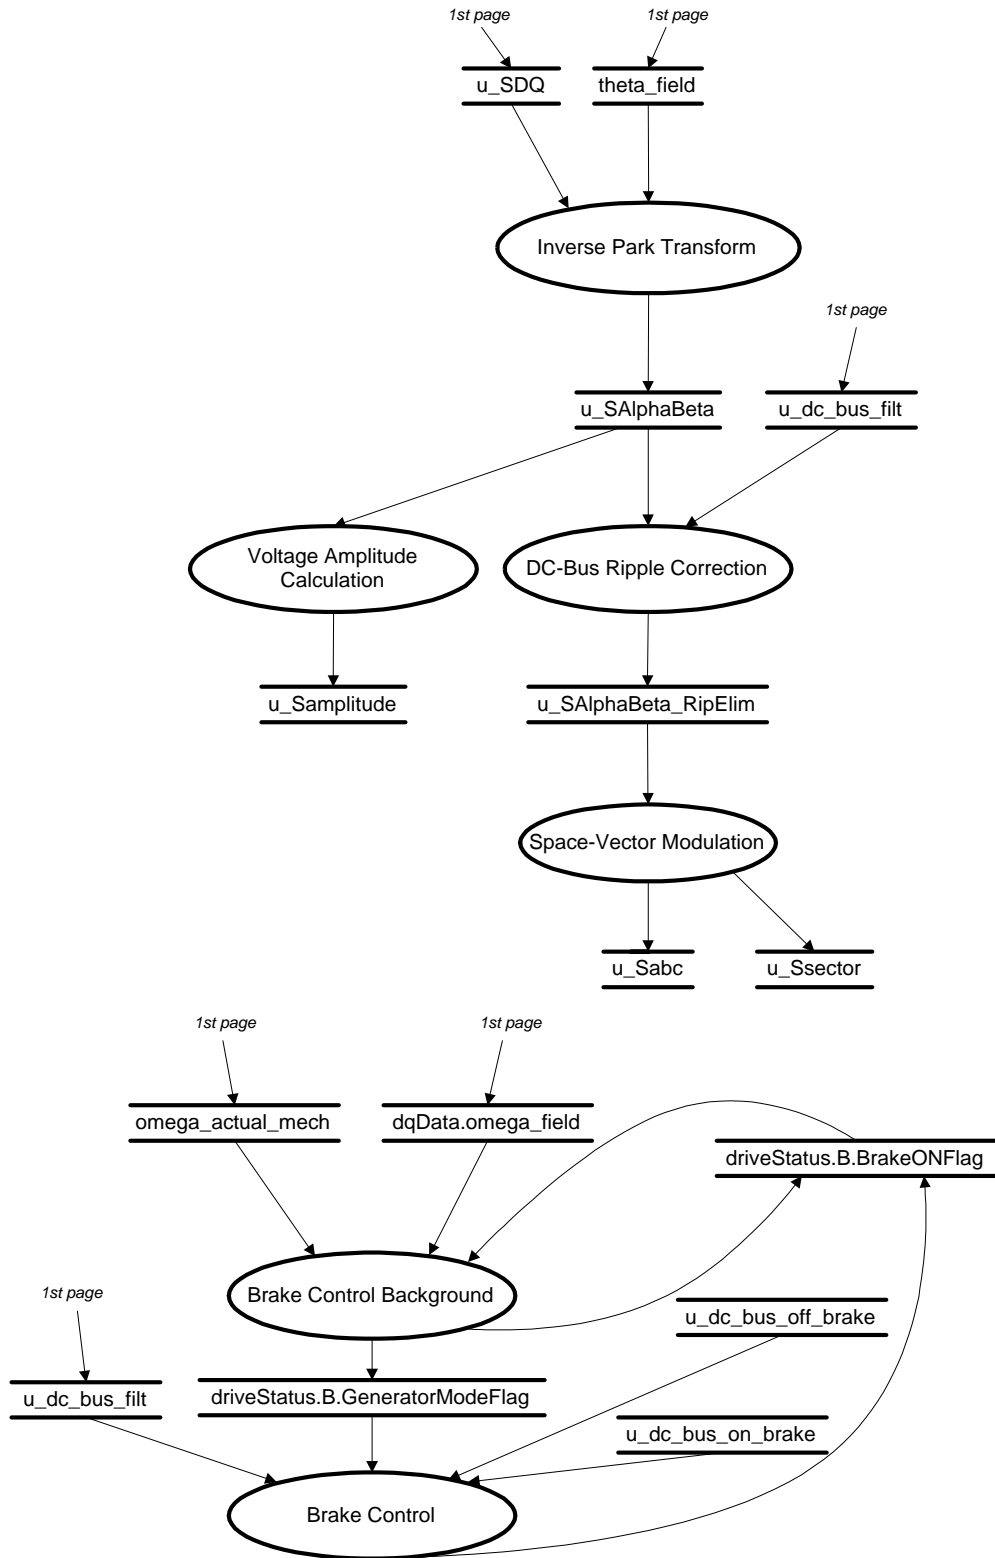 1st page
1st page
u_SDQ
theta_field
Inverse Park Transform
1st page
u_SAlphaBeta
u_dc_bus_filt
Voltage Amplitude
Calculation
DC-Bus Ripple Correction
u_Samplitude
u_SAlphaBeta_RipElim
Space-Vector Modulation
u_Sabc
u_Ssector
1st page
1st page
omega_actual_mech
dqData.omega_field
driveStatus.B.BrakeONFlag
Brake Control Background
1st page
u_dc_bus_off_brake
u_dc_bus_filt
driveStatus.B.GeneratorModeFlag
u_dc_bus_on_brake
Brake Control